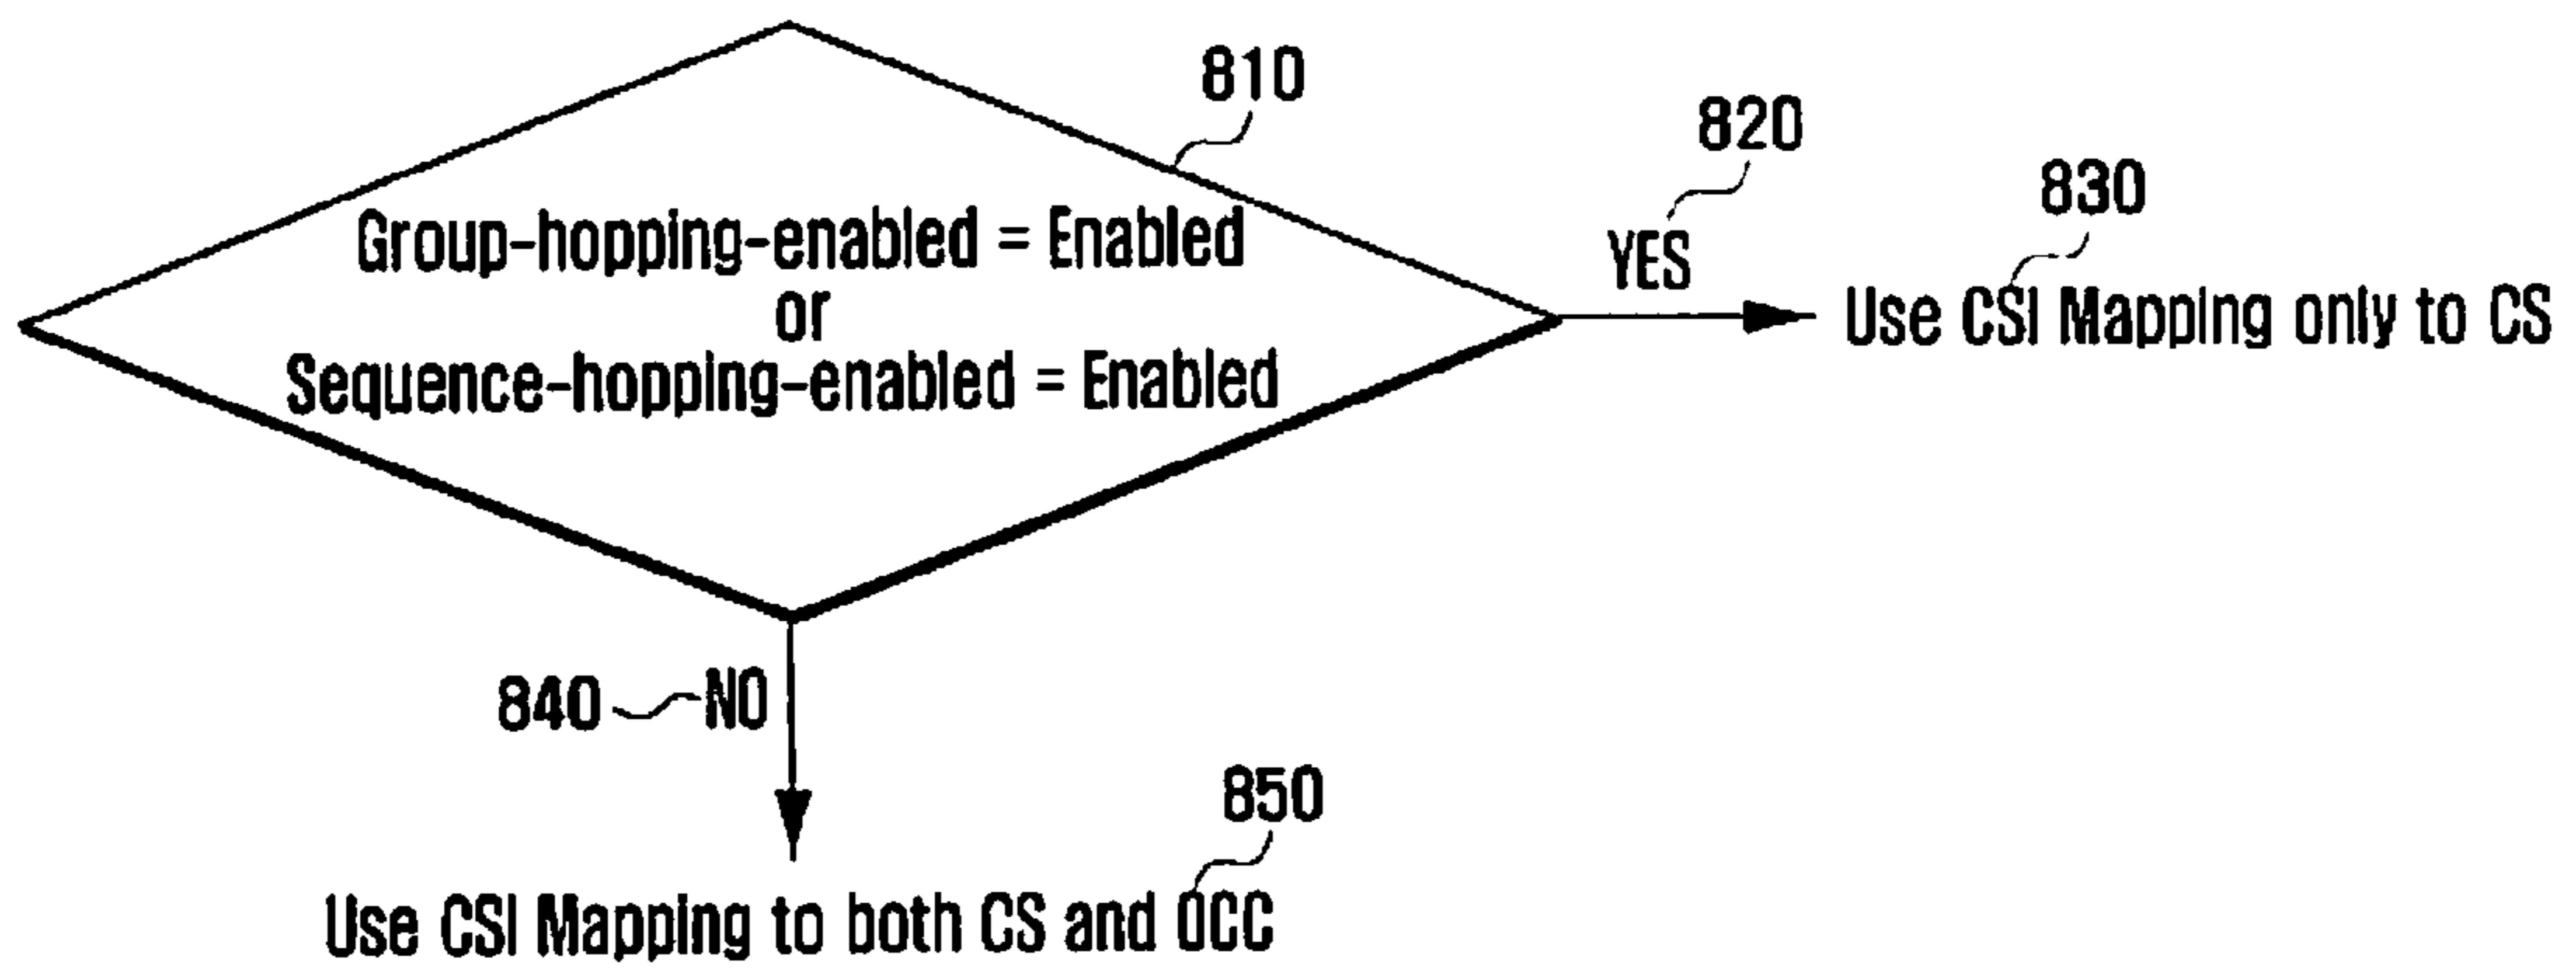 810
820
830
Group-hopping-enabled = Enabled
or
Sequence-hopping-enabled = Enabled
YES
Use CSI Mapping only to CS
840
NO
850
Use CSI Mapping to both CS and OCC